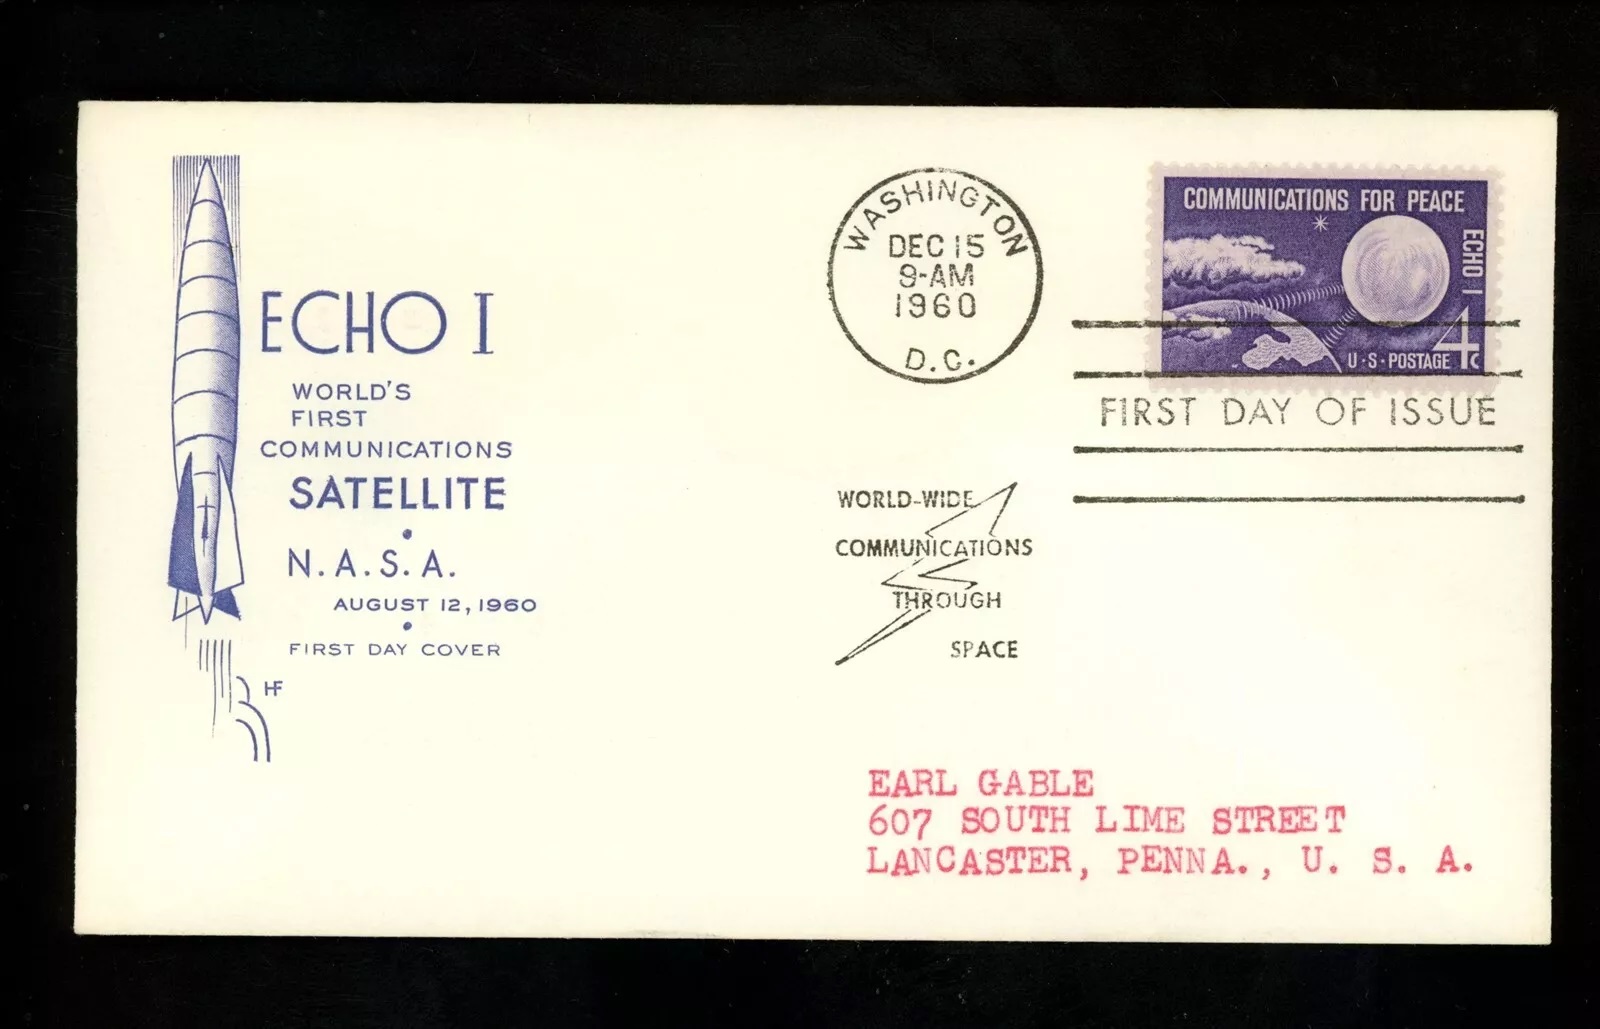 ECHO I
WORLD'S
FIRST
COMMUNICATIONS
SATELLITE
N.A.S.A.
AUGUST 12, 1960
FIRST DAY COVER
HF
WASHINGTON
DEC 15
9-AM
1960
D.C.
COMMUNICATIONS FOR PEACE
ECHO I
U·S·POSTAGE 4c
FIRST DAY OF ISSUE
WORLD-WIDE
COMMUNICATIONS
THROUGH
SPACE
EARL GABLE
607 SOUTH LIME STREET
LANCASTER, PENNA., U. S. A.